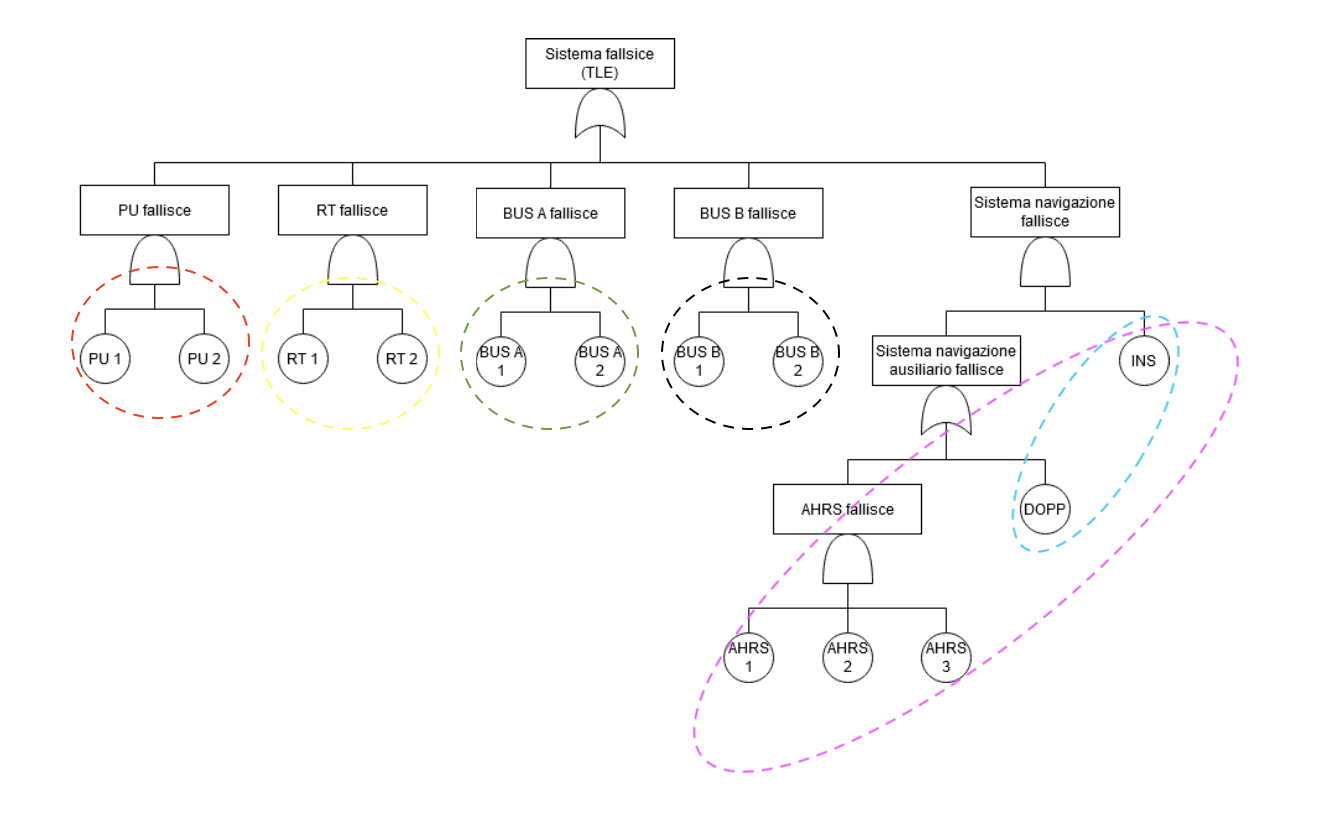 Sistema fallsice
(TLE)
PU fallisce
RT fallisce
BUS A fallisce
BUS B fallisce
Sistema navigazione
fallisce
PU 1
PU 2
RT 1
RT 2
BUS A
1
BUS A
2
BUS B
1
BUS B
2
Sistema navigazione
ausiliario fallisce
INS
AHRS fallisce
DOPP
AHRS
1
AHRS
2
AHRS
3